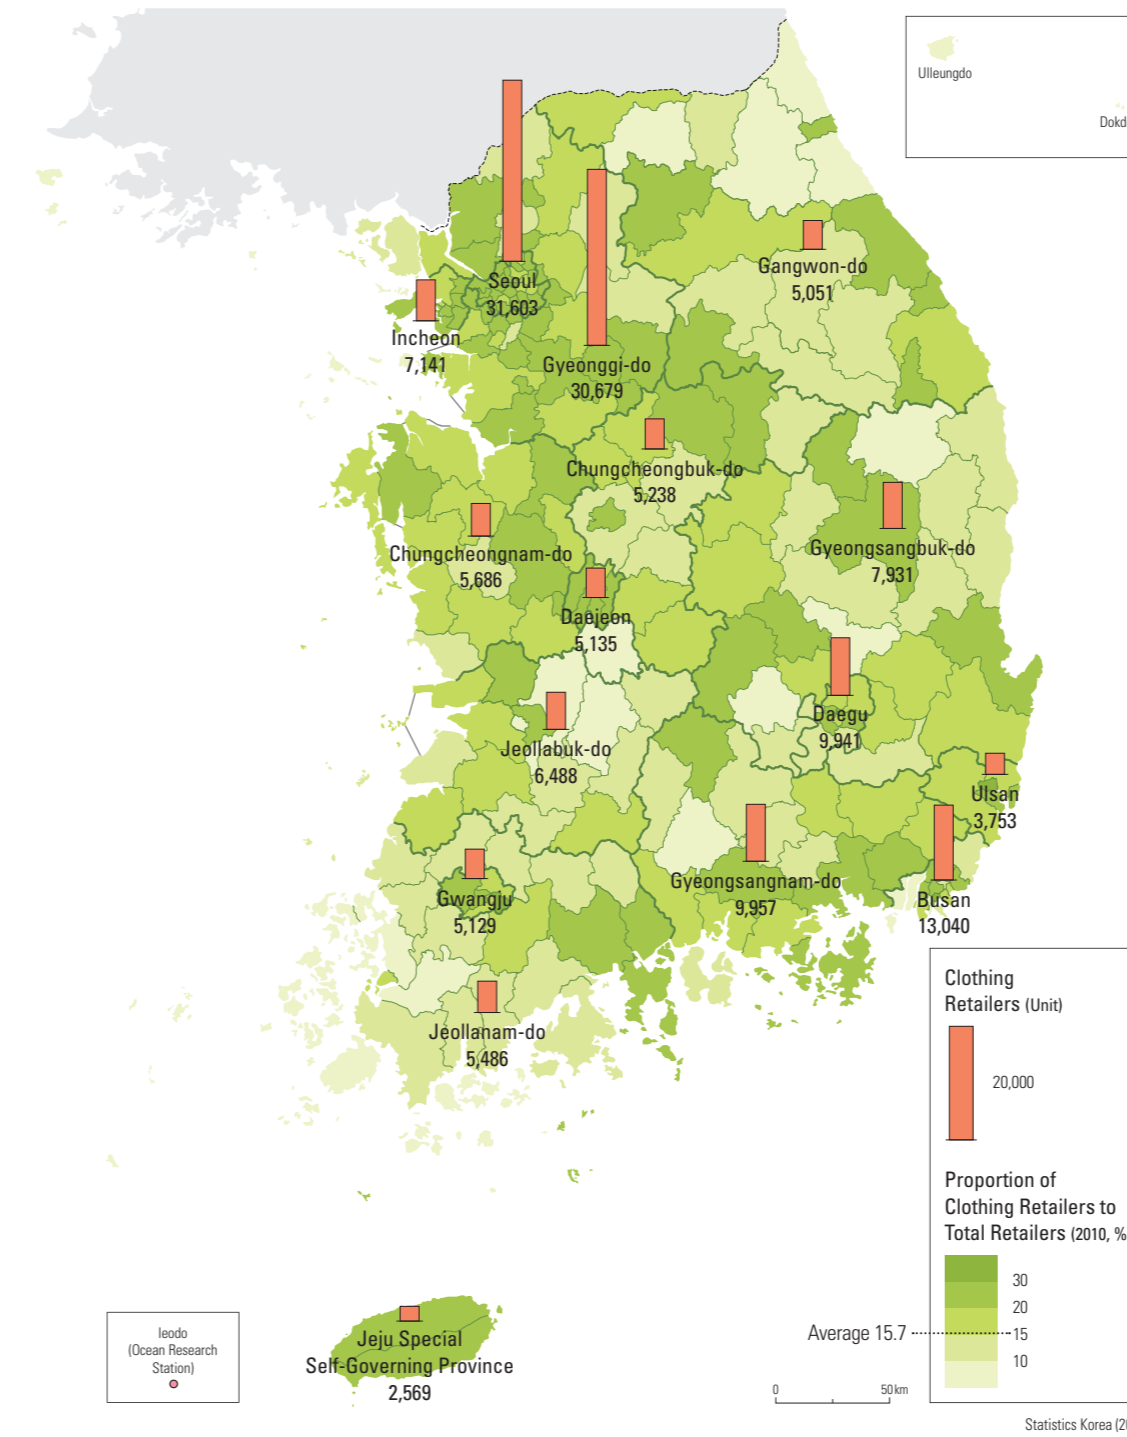 Ulleungdo
Dokd
Seoul
31,603
Gangwon-do
5,051
Incheon
7,141
Gyeonggi-do
30,679
Chungcheongbuk-do
5,238
Chungcheongnam-do
5,686
Gyeongsangbuk-do
7,931
Daejeon
5,135
Daegu
9,941
Jeollabuk-do
6,488
Ulsan
3,753
Gyeongsangnam-do
9,957
Busan
13,040
Gwangju
5,129
Jeollanam-do
5,486
Clothing
Retailers (Unit)
20,000
Proportion of
Clothing Retailers to
Total Retailers (2010, %
30
20
15
10
Average 15.7
Ieodo
(Ocean Research
Station)
Jeju Special
Self-Governing Province
2,569
0 50 km
Statistics Korea (20